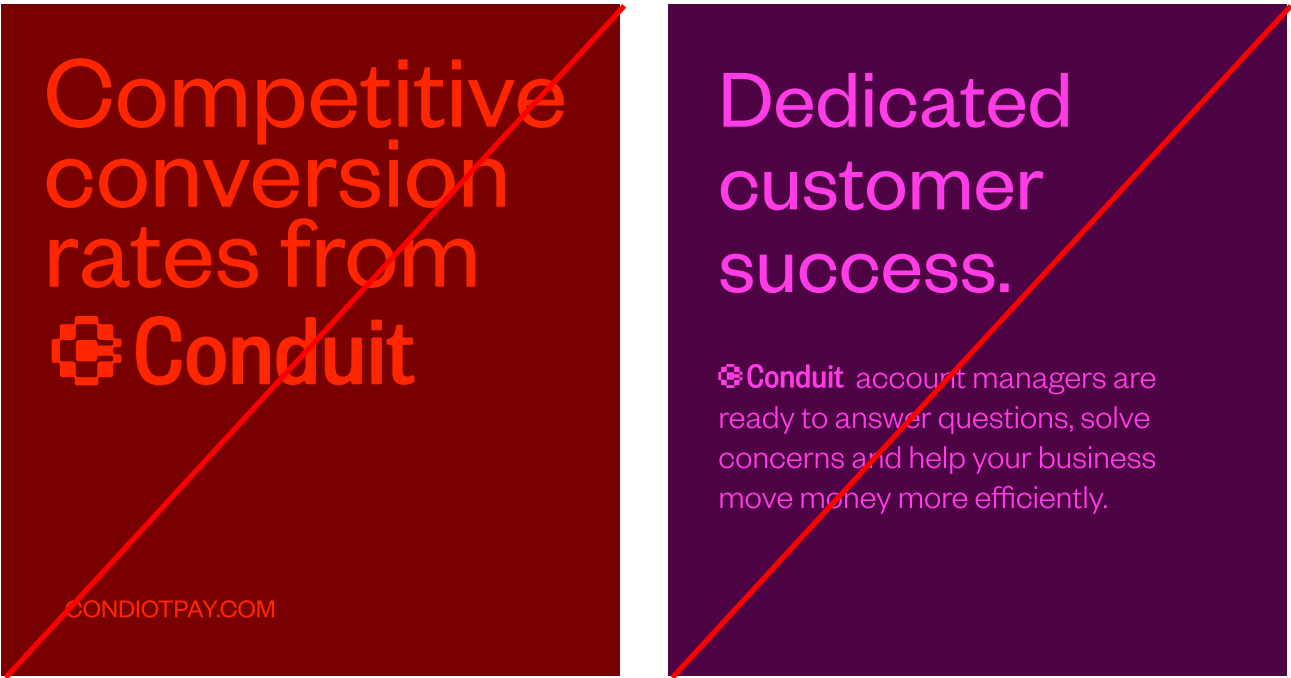 Competitive
conversion
rates from
Conduit
CONDIOTPAY.COM
Dedicated
customer
success.
Conduit account managers are
ready to answer questions, solve
concerns and help your business
move money more efficiently.